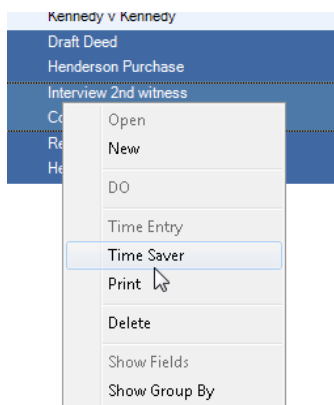 Kennedy v Kennedy
Draft Deed
Henderson Purchase
Interview 2nd witness
Open
New
DO
Time Entry
Time Saver
Print
Delete
Show Fields
Show Group By